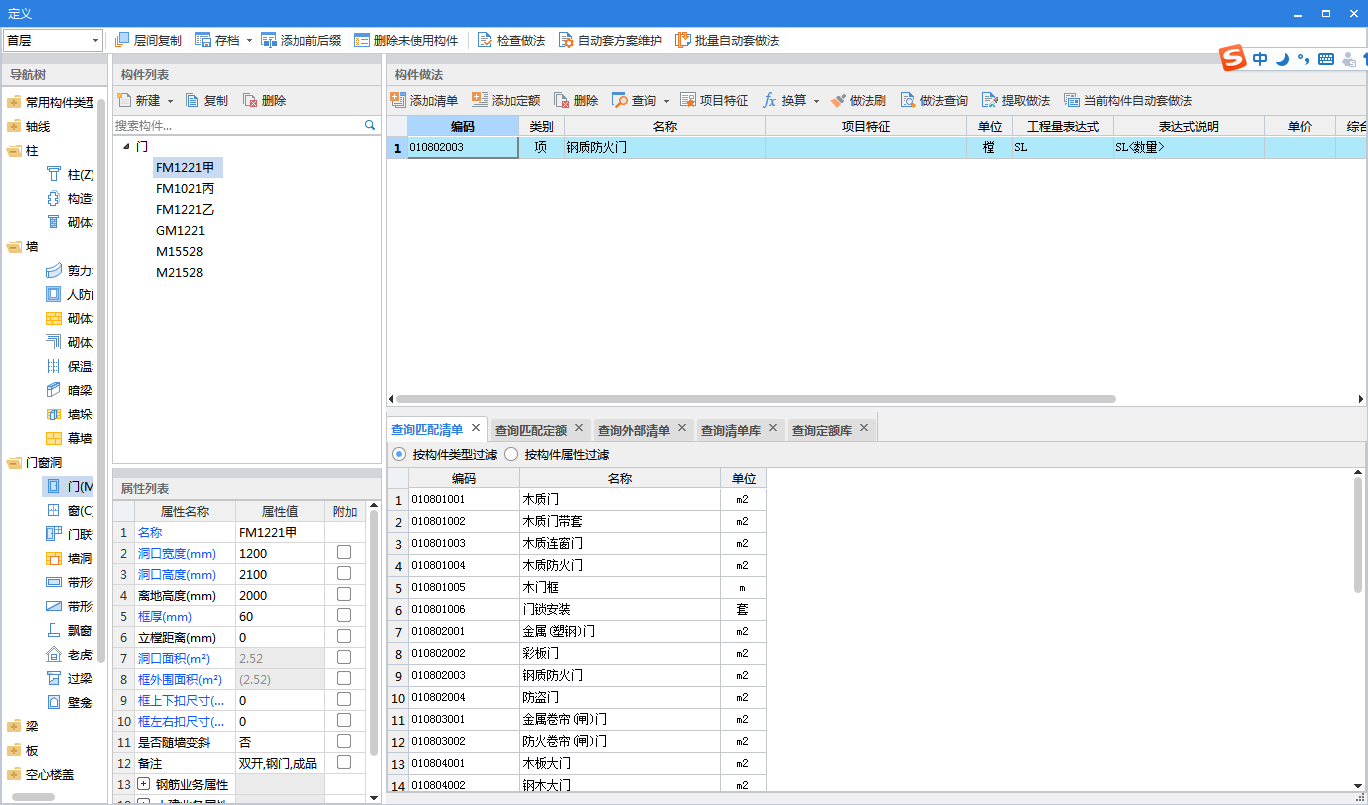 定义
首层 层间复制 存档 添加前后缀 删除未使用构件 检查做法 自动套方案维护 批量自动套做法
中
导航树
常用构件类型
轴线
柱
柱(Z)
构造
砌体
墙
剪力
人防
砌体
砌体
保温
暗梁
墙垛
幕墙
门窗洞
门(M
窗(C)
门联
墙洞
带形
带形
飘窗
老虎
过梁
壁龛
梁
板
空心楼盖
构件列表
新建 复制 删除
搜索构件...
门
FM1221甲
FM1021丙
FM1221乙
GM1221
M15528
M21528
属性列表
属性名称 属性值 附加
1 名称 FM1221甲
2 洞口宽度(mm) 1200
3 洞口高度(mm) 2100
4 离地高度(mm) 2000
5 框厚(mm) 60
6 立樘距离(mm) 0
7 洞口面积(m²) 2.52
8 框外围面积(m²) (2.52)
9 框上下扣尺寸(... 0
10 框左右扣尺寸(... 0
11 是否随墙变斜 否
12 备注 双开,钢门,成品
13 钢筋业务属性
构件做法
添加清单 添加定额 删除 查询 项目特征 fx 换算 做法刷 做法查询 提取做法 当前构件自动套做法
编码 类别 名称 项目特征 单位 工程量表达式 表达式说明 单价 综合
1 010802003 项 钢质防火门 樘 SL SL<数量>
查询匹配清单 查询匹配定额 查询外部清单 查询清单库 查询定额库
按构件类型过滤 按构件属性过滤
编码 名称 单位
1 010801001 木质门 m2
2 010801002 木质门带套 m2
3 010801003 木质连窗门 m2
4 010801004 木质防火门 m2
5 010801005 木门框 m
6 010801006 门锁安装 套
7 010802001 金属(塑钢)门 m2
8 010802002 彩板门 m2
9 010802003 钢质防火门 m2
10 010802004 防盗门 m2
11 010803001 金属卷帘(闸)门 m2
12 010803002 防火卷帘(闸)门 m2
13 010804001 木板大门 m2
14 010804002 钢木大门 m2